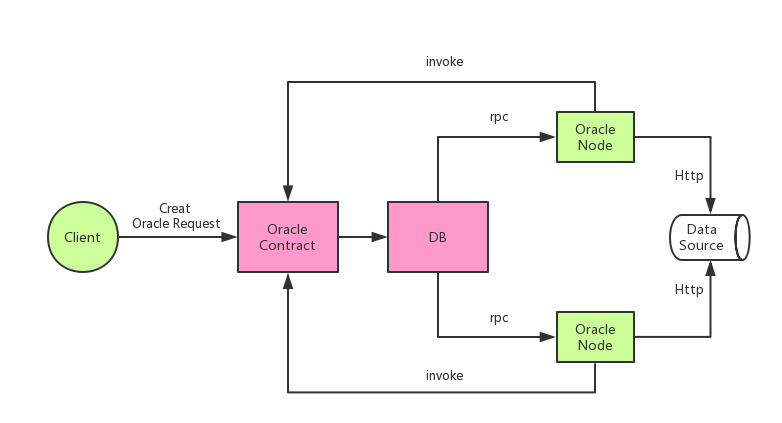 invoke
rpc
Oracle
Node
Http
Creat
Oracle Request
Client
Oracle
Contract
DB
Data
Source
Http
rpc
Oracle
Node
invoke